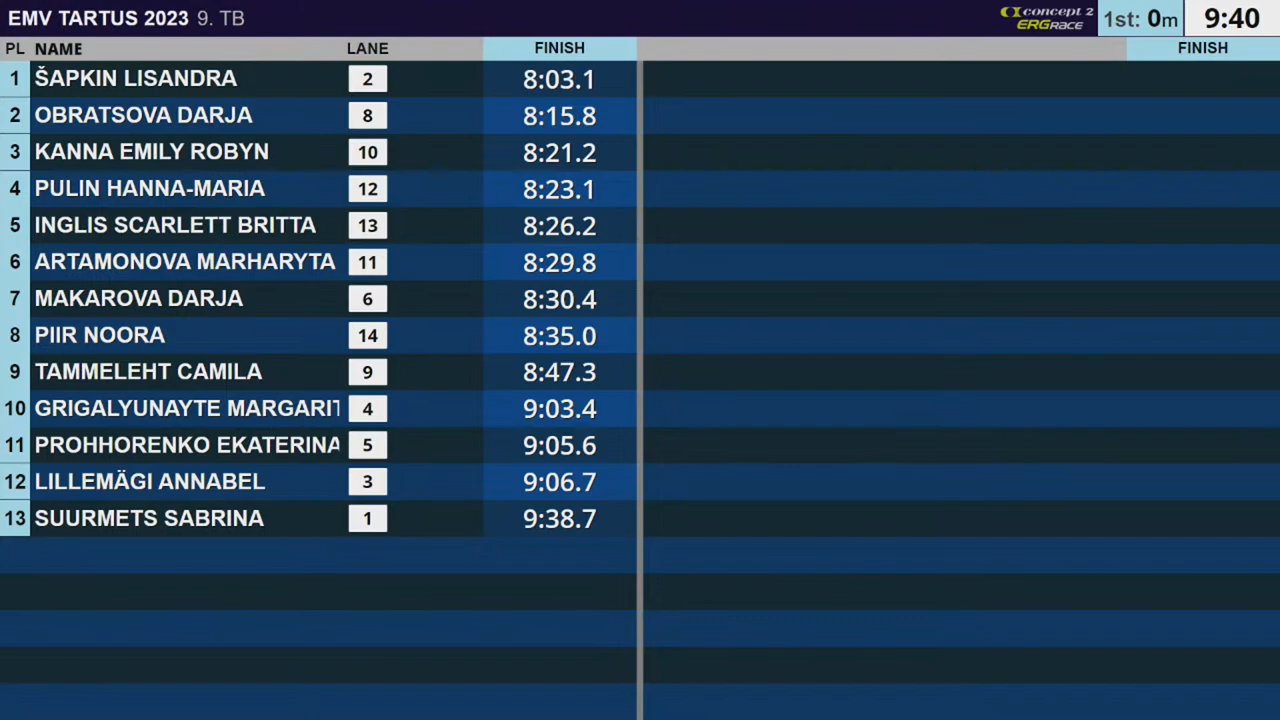 EMV TARTUS 2023 9. TB concept 2 ERGRACE 1st: 0m 9:40
PL NAME LANE FINISH FINISH
1 ŠAPKIN LISANDRA 2 8:03.1
2 OBRATSOVA DARJA 8 8:15.8
3 KANNA EMILY ROBYN 10 8:21.2
4 PULIN HANNA-MARIA 12 8:23.1
5 INGLIS SCARLETT BRITTA 13 8:26.2
6 ARTAMONOVA MARHARYTA 11 8:29.8
7 MAKAROVA DARJA 6 8:30.4
8 PIIR NOORA 14 8:35.0
9 TAMMELEHT CAMILA 9 8:47.3
10 GRIGALYUNAYTE MARGARIT 4 9:03.4
11 PROHHORENKO EKATERINA 5 9:05.6
12 LILLEMÄGI ANNABEL 3 9:06.7
13 SUURMETS SABRINA 1 9:38.7